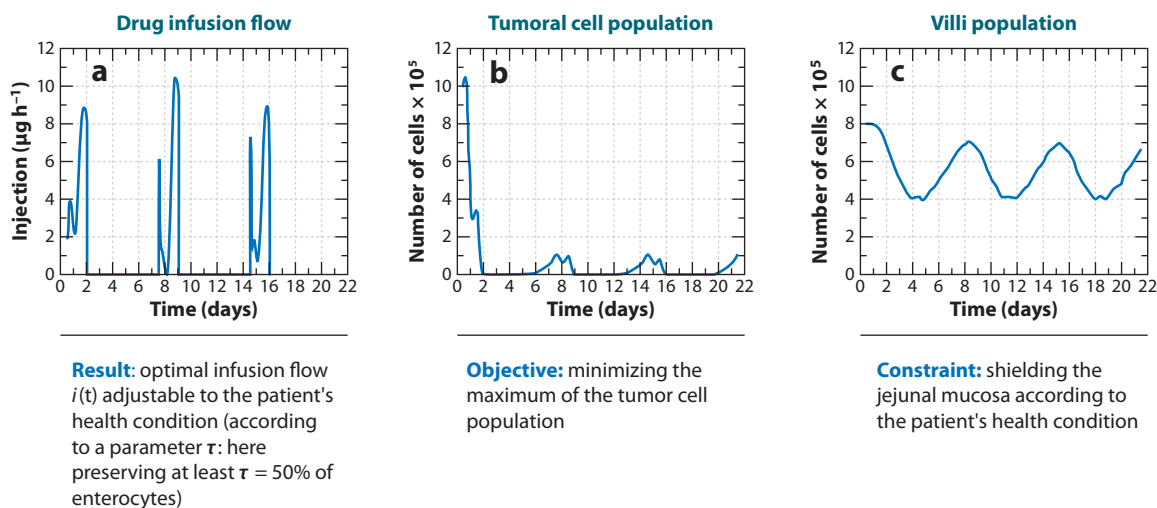 Drug infusion flow
12
10
8
6
4
2
0
a
Injection (µg h⁻¹)
0 2 4 6 8 10 12 14 16 18 20 22
Time (days)
Result: optimal infusion flow
i(t) adjustable to the patient's
health condition (according
to a parameter τ: here
preserving at least τ = 50% of
enterocytes)
Tumoral cell population
12
10
8
6
4
2
0
b
Number of cells × 10⁵
0 2 4 6 8 10 12 14 16 18 20 22
Time (days)
Objective: minimizing the
maximum of the tumor cell
population
Villi population
12
10
8
6
4
2
0
c
Number of cells × 10⁵
0 2 4 6 8 10 12 14 16 18 20 22
Time (days)
Constraint: shielding the
jejunal mucosa according to
the patient's health condition